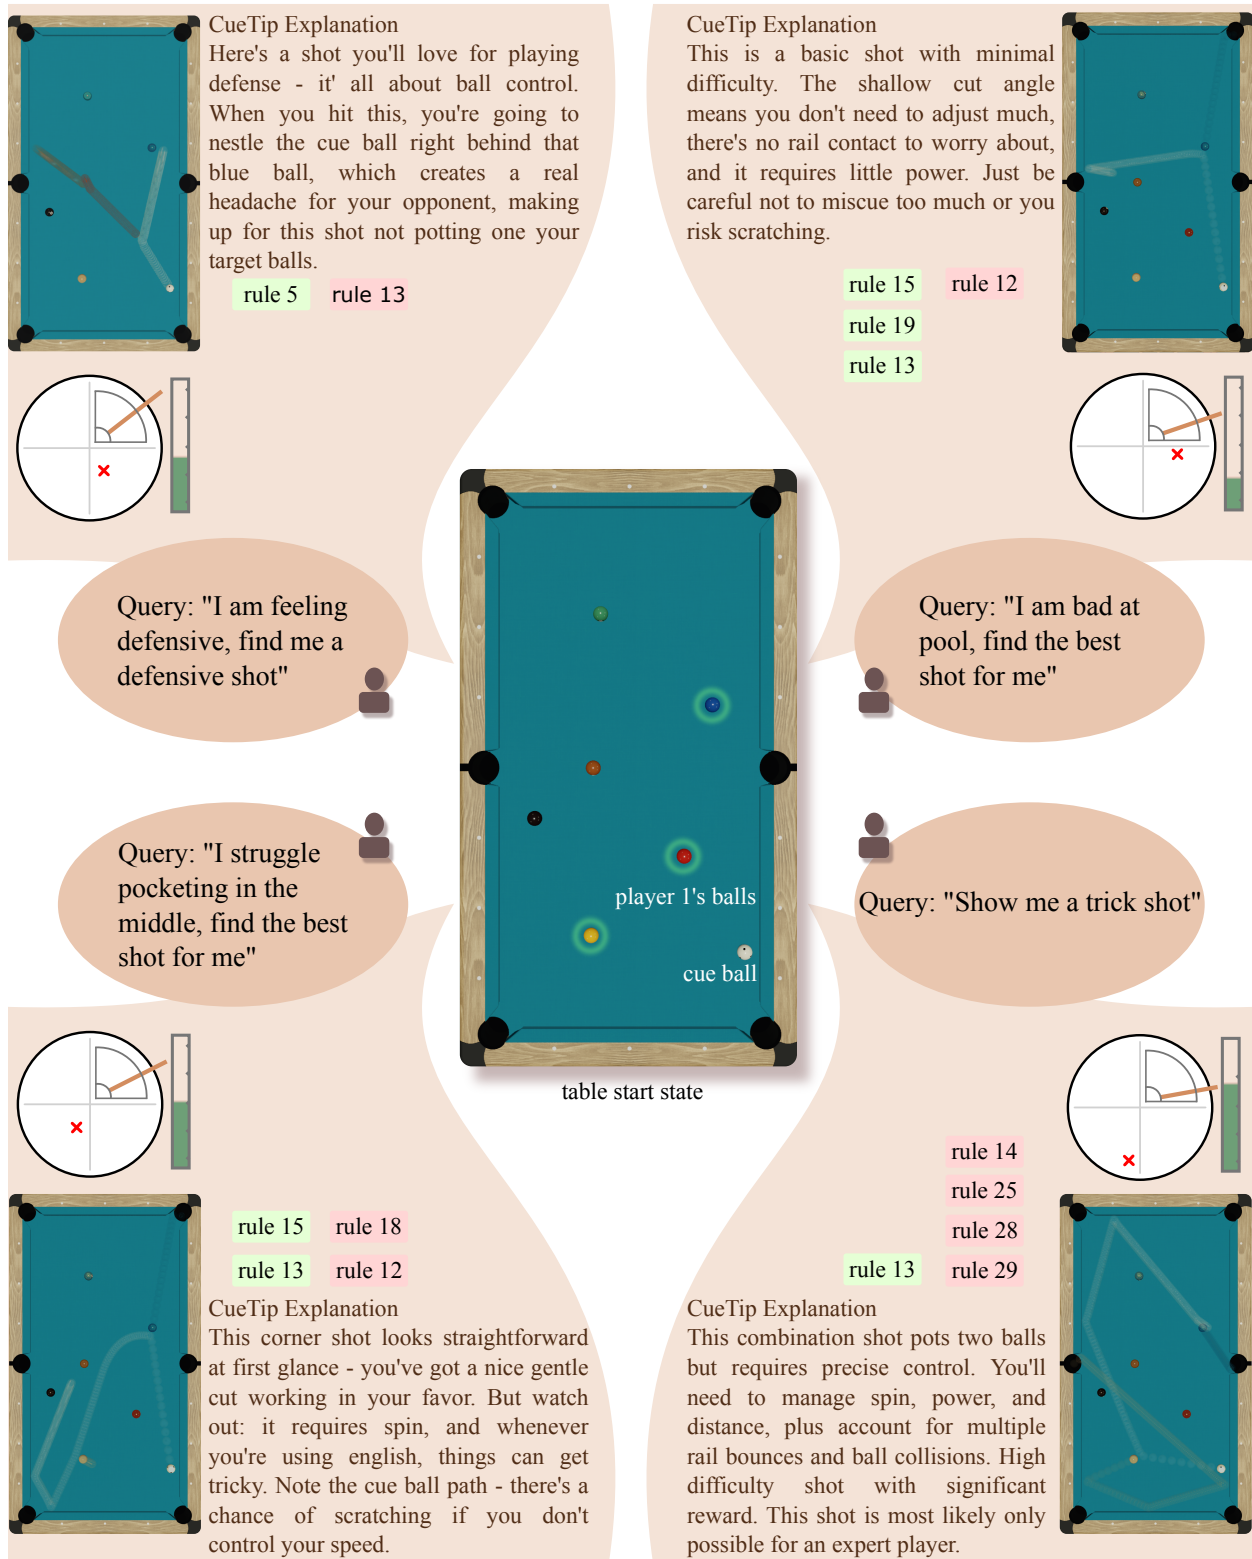 CueTip Explanation
Here's a shot you'll love for playing
defense - it' all about ball control.
When you hit this, you're going to
nestle the cue ball right behind that
blue ball, which creates a real
headache for your opponent, making
up for this shot not potting one your
target balls.
rule 5
rule 13
CueTip Explanation
This is a basic shot with minimal
difficulty. The shallow cut angle
means you don't need to adjust much,
there's no rail contact to worry about,
and it requires little power. Just be
careful not to miscue too much or you
risk scratching.
rule 15
rule 12
rule 19
rule 13
Query: "I am feeling
defensive, find me a
defensive shot"
Query: "I am bad at
pool, find the best
shot for me"
Query: "I struggle
pocketing in the
middle, find the best
shot for me"
Query: "Show me a trick shot"
player 1's balls
cue ball
table start state
rule 15
rule 18
rule 13
rule 12
CueTip Explanation
This corner shot looks straightforward
at first glance - you've got a nice gentle
cut working in your favor. But watch
out: it requires spin, and whenever
you're using english, things can get
tricky. Note the cue ball path - there's a
chance of scratching if you don't
control your speed.
rule 14
rule 25
rule 28
rule 13
rule 29
CueTip Explanation
This combination shot pots two balls
but requires precise control. You'll
need to manage spin, power, and
distance, plus account for multiple
rail bounces and ball collisions. High
difficulty shot with significant
reward. This shot is most likely only
possible for an expert player.